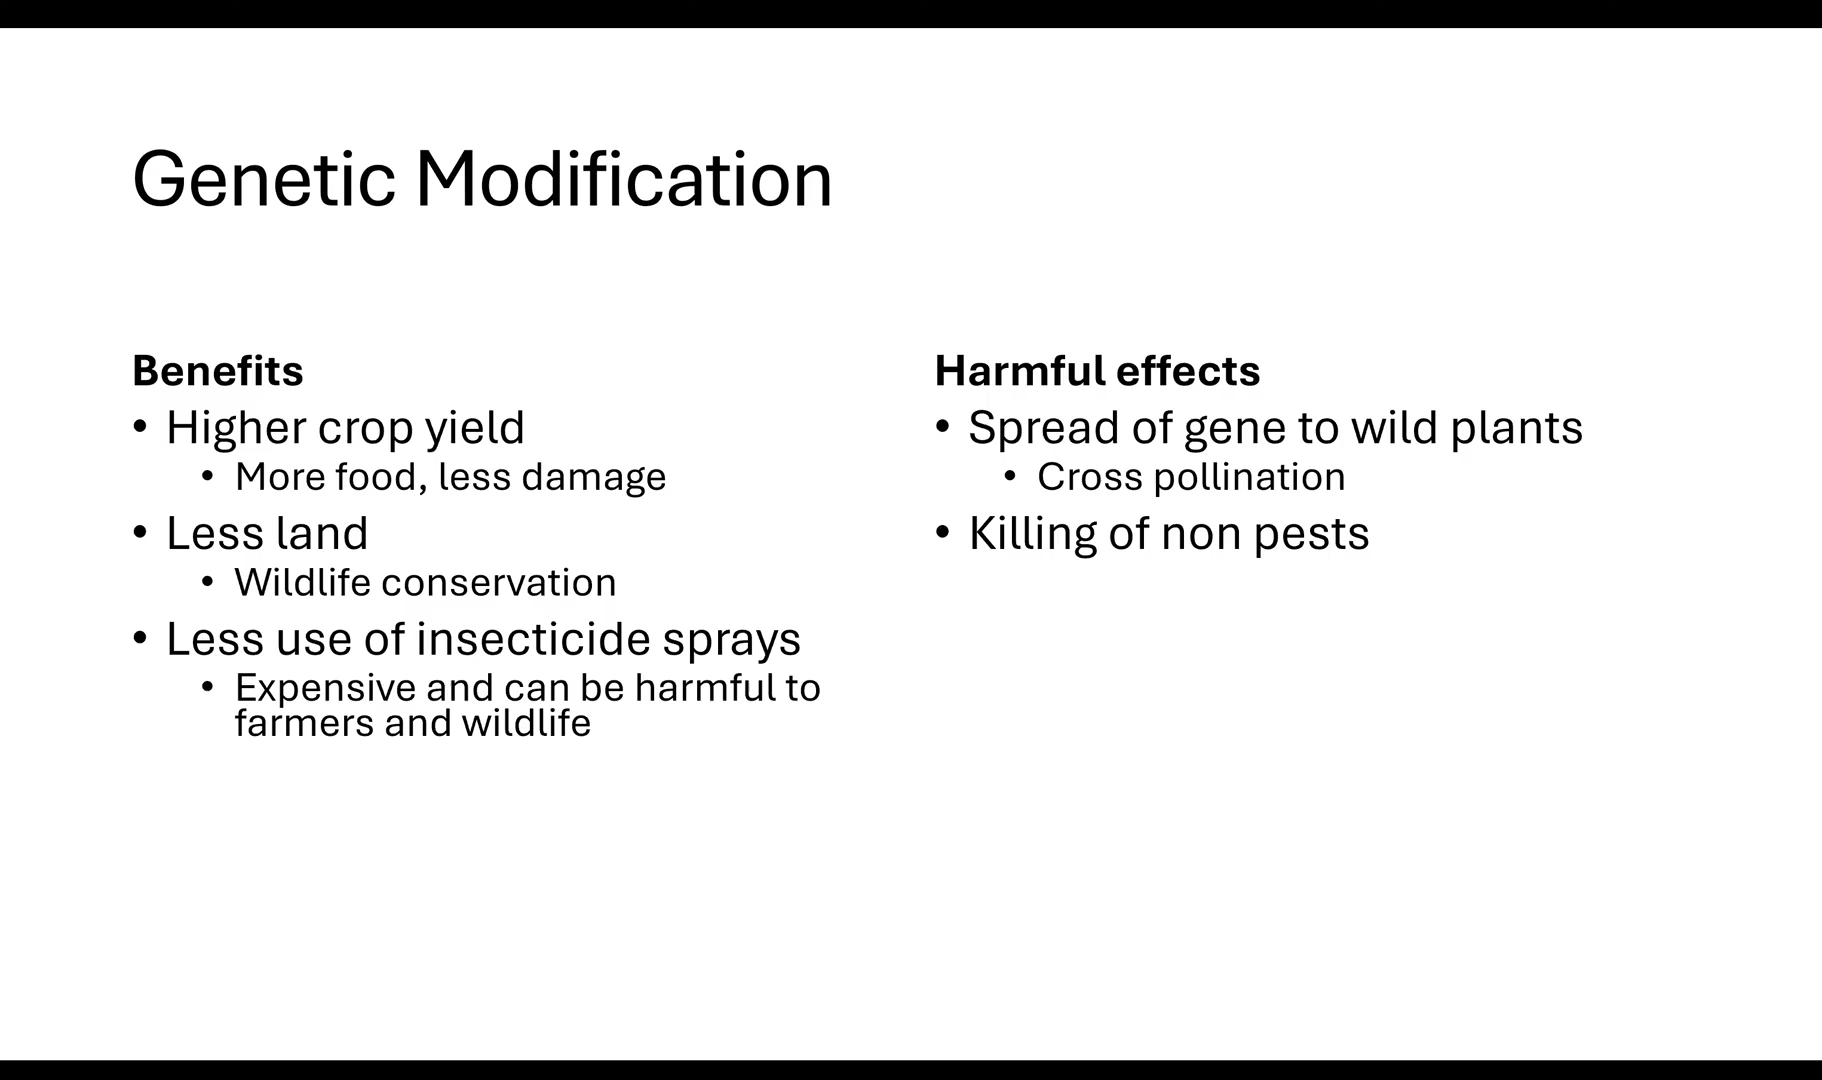 Genetic Modification
Benefits
• Higher crop yield
• More food, less damage
• Less land
• Wildlife conservation
• Less use of insecticide sprays
• Expensive and can be harmful to
farmers and wildlife
Harmful effects
• Spread of gene to wild plants
• Cross pollination
• Killing of non pests